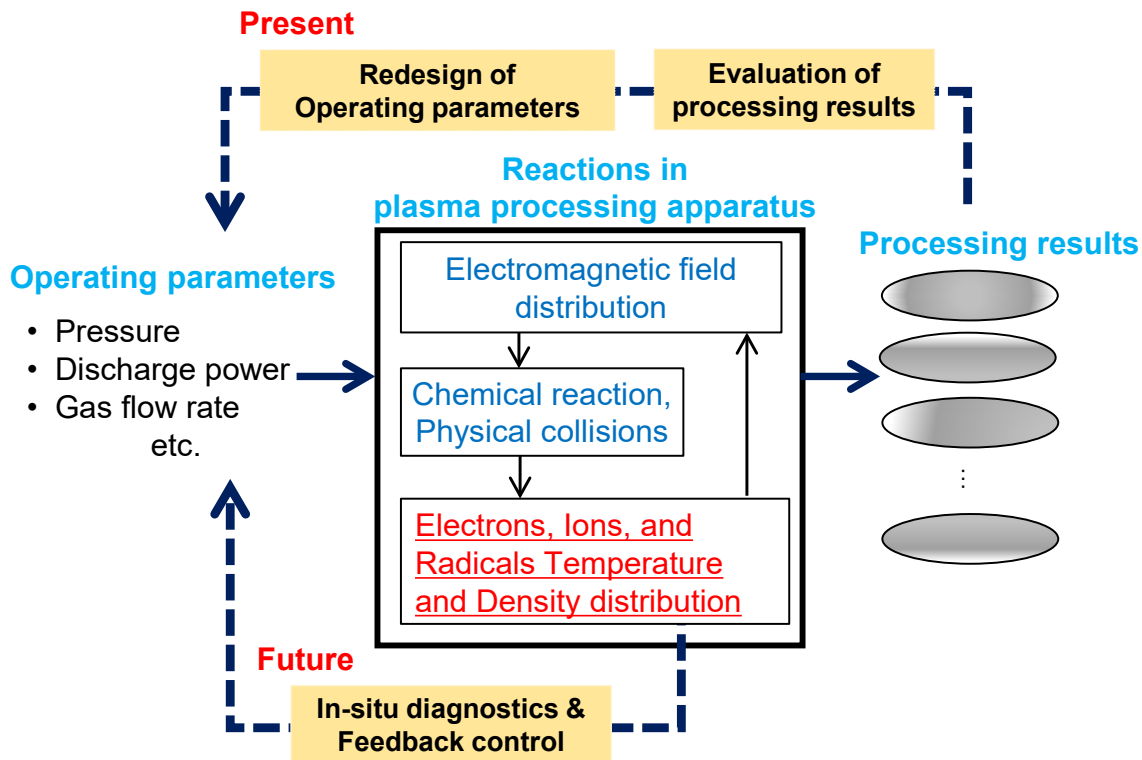 Present
Redesign of
Operating parameters
Evaluation of
processing results
Reactions in
plasma processing apparatus
Operating parameters
• Pressure
• Discharge power
• Gas flow rate
etc.
Electromagnetic field
distribution
Chemical reaction,
Physical collisions
Electrons, Ions, and
Radicals Temperature
and Density distribution
Processing results
⋮
Future
In-situ diagnostics &
Feedback control